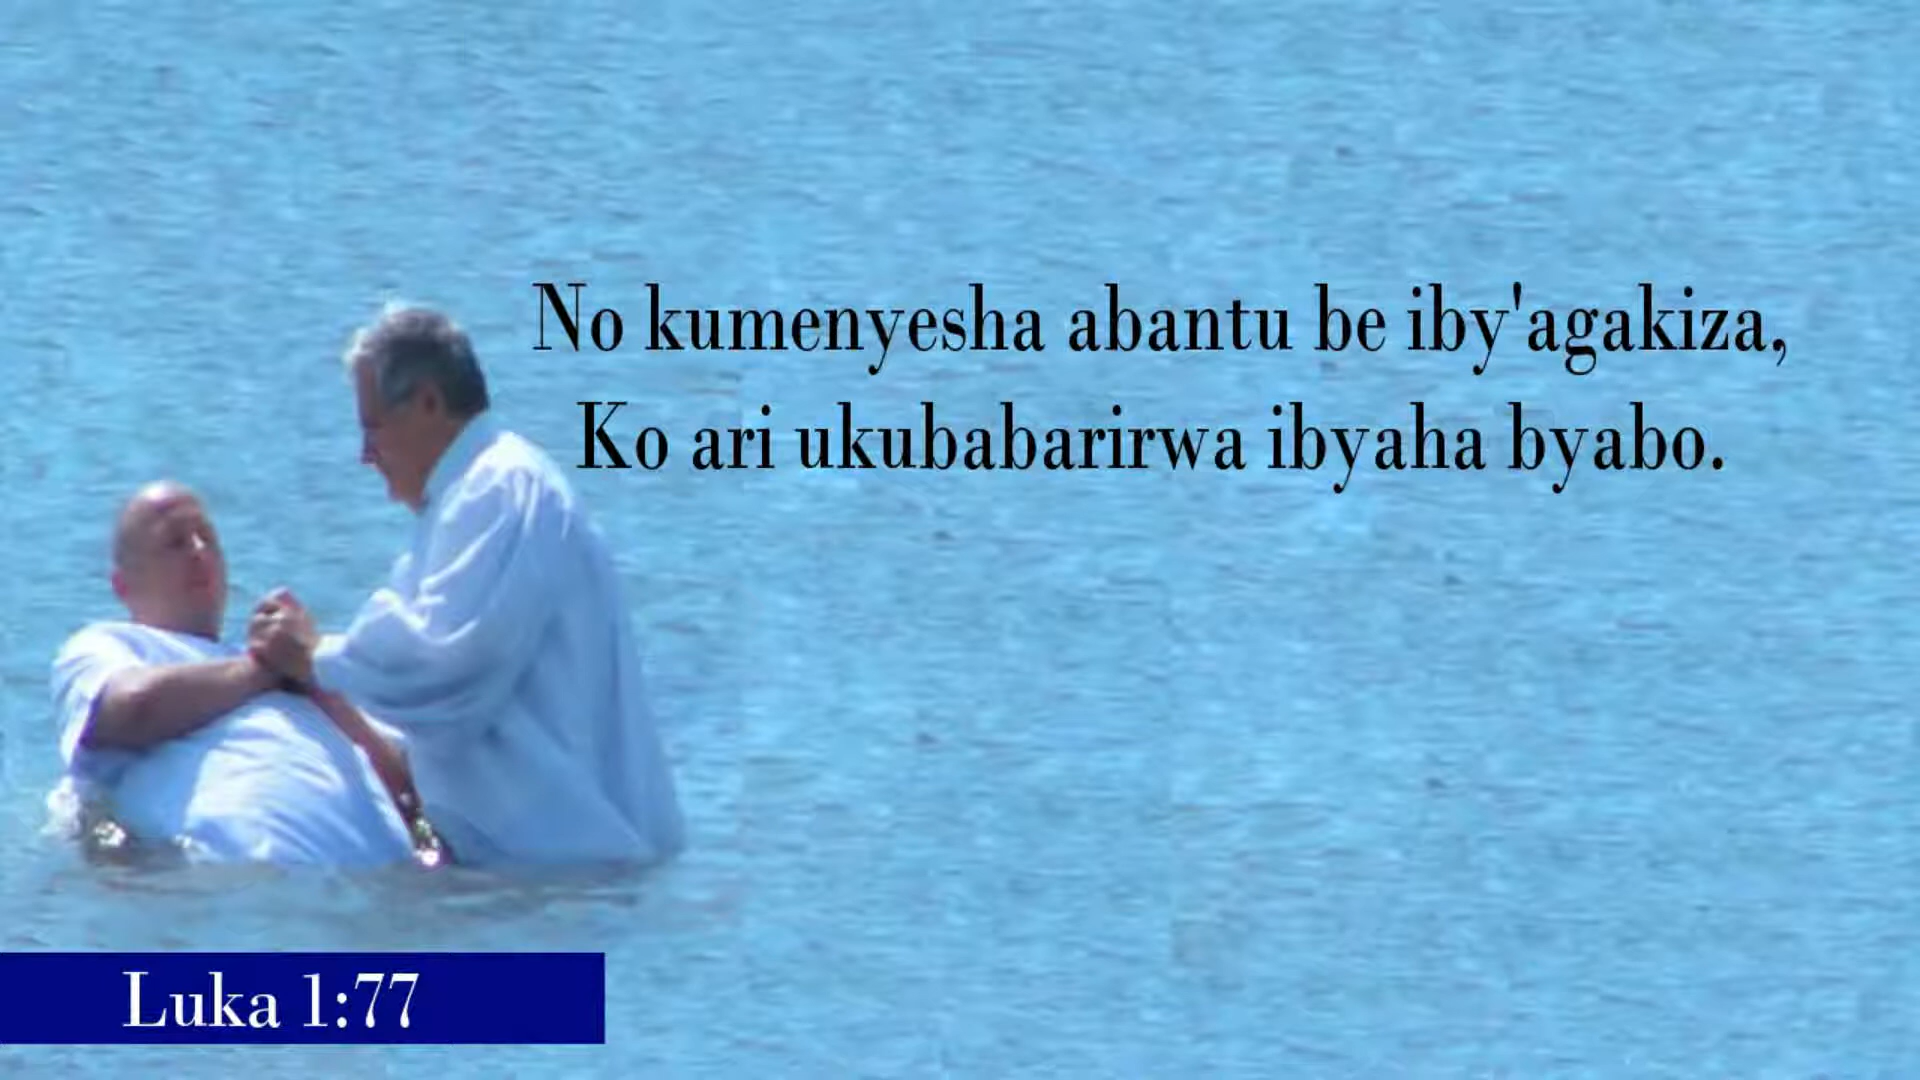 No kumenyesha abantu be iby'agakiza,
Ko ari ukubabarirwa ibyaha byabo.
Luka 1:77